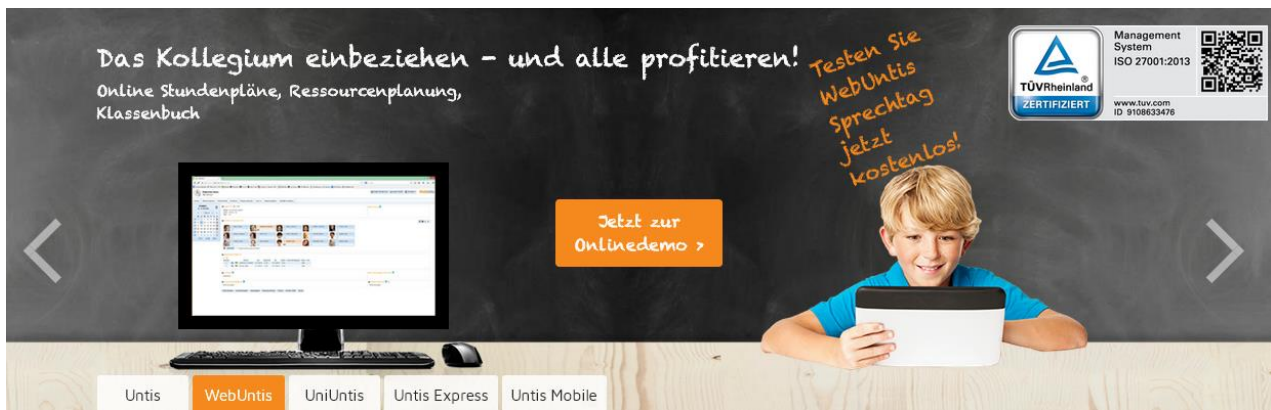 Das Kollegium einbeziehen – und alle profitieren!
Online Stundenpläne, Ressourcenplanung,
Klassenbuch
Testen Sie
WebUntis
Sprechtag
jetzt
kostenlos!
TÜVRheinland®
ZERTIFIZIERT
Management
System
ISO 27001:2013
www.tuv.com
ID 9108633476
Jetzt zur
Onlinedemo >
Untis
WebUntis
UniUntis
Untis Express
Untis Mobile